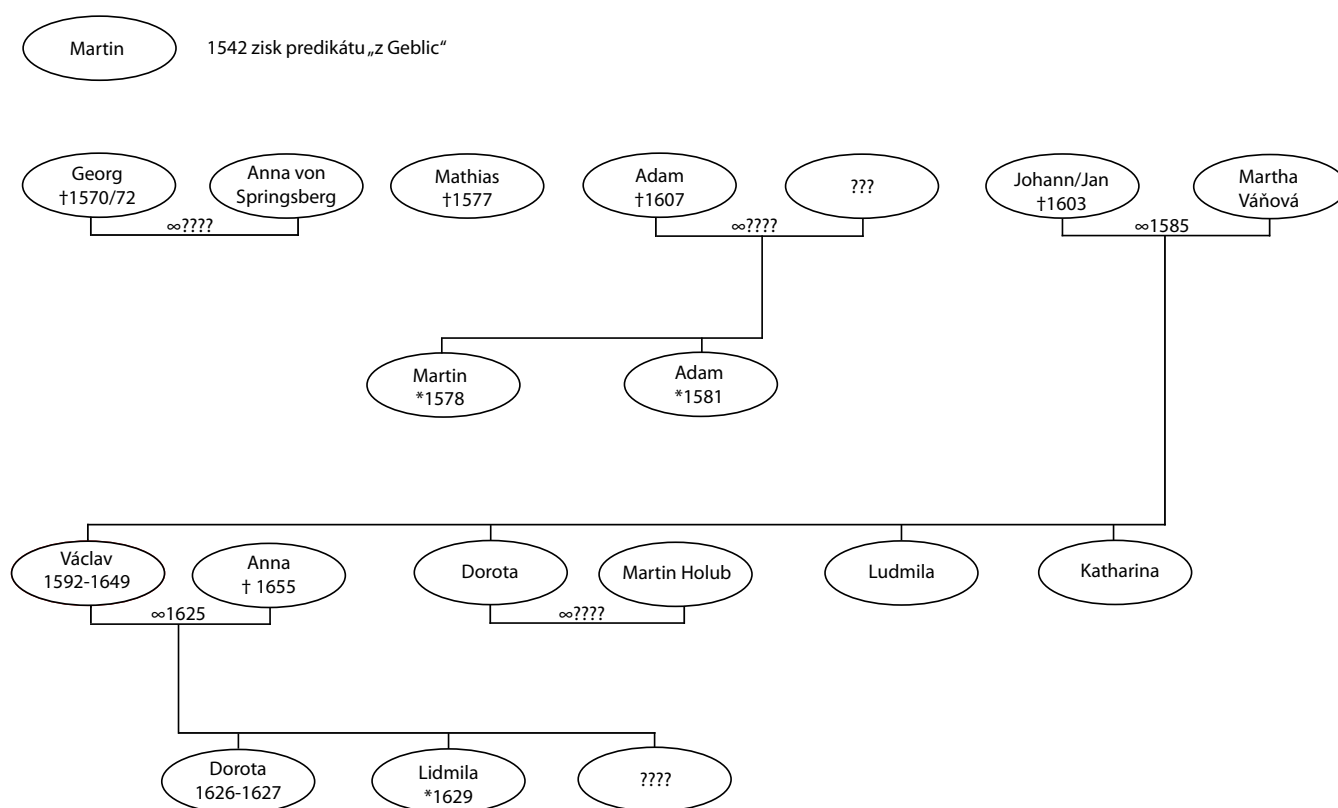 Martin
1542 zisk predikátu „z Geblic“
Georg
†1570/72
Anna von
Springsberg
∞????
Mathias
†1577
Adam
†1607
???
∞????
Johann/Jan
†1603
Martha
Váňová
∞1585
Martin
*1578
Adam
*1581
Václav
1592-1649
Anna
† 1655
∞1625
Dorota
Martin Holub
∞????
Ludmila
Katharina
Dorota
1626-1627
Lidmila
*1629
????